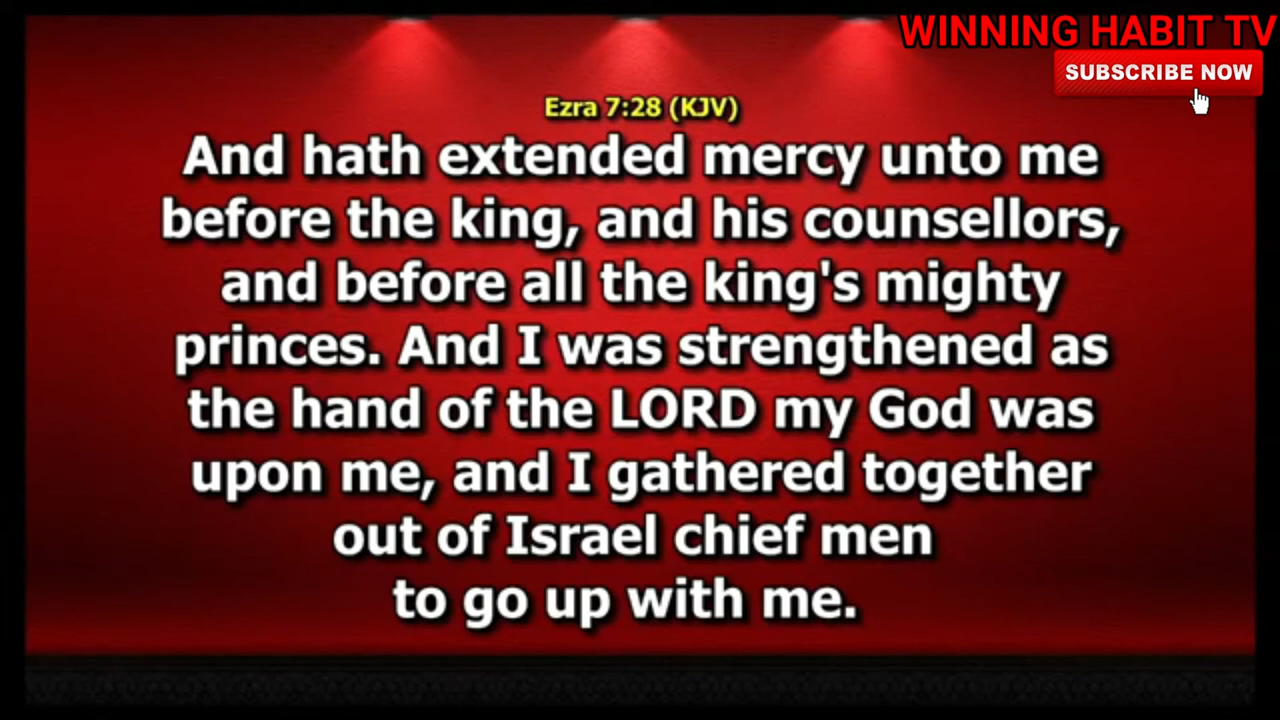 WINNING HABIT TV
SUBSCRIBE NOW
Ezra 7:28 (KJV)
And hath extended mercy unto me
before the king, and his counsellors,
and before all the king's mighty
princes. And I was strengthened as
the hand of the LORD my God was
upon me, and I gathered together
out of Israel chief men
to go up with me.